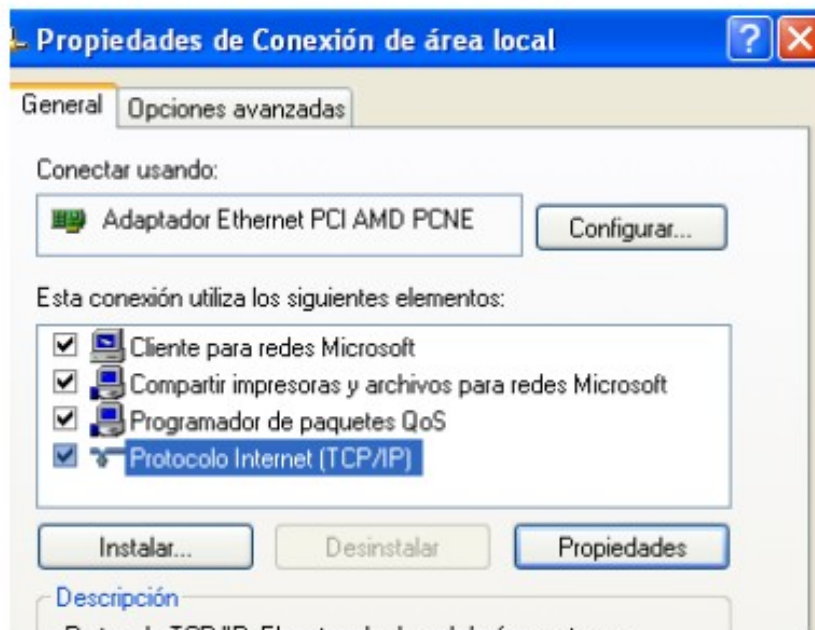 Propiedades de Conexión de área local
General
Opciones avanzadas
Conectar usando:
Adaptador Ethernet PCI AMD PCNE
Configurar...
Esta conexión utiliza los siguientes elementos:
Cliente para redes Microsoft
Compartir impresoras y archivos para redes Microsoft
Programador de paquetes QoS
Protocolo Internet (TCP/IP)
Instalar...
Desinstalar
Propiedades
Descripción